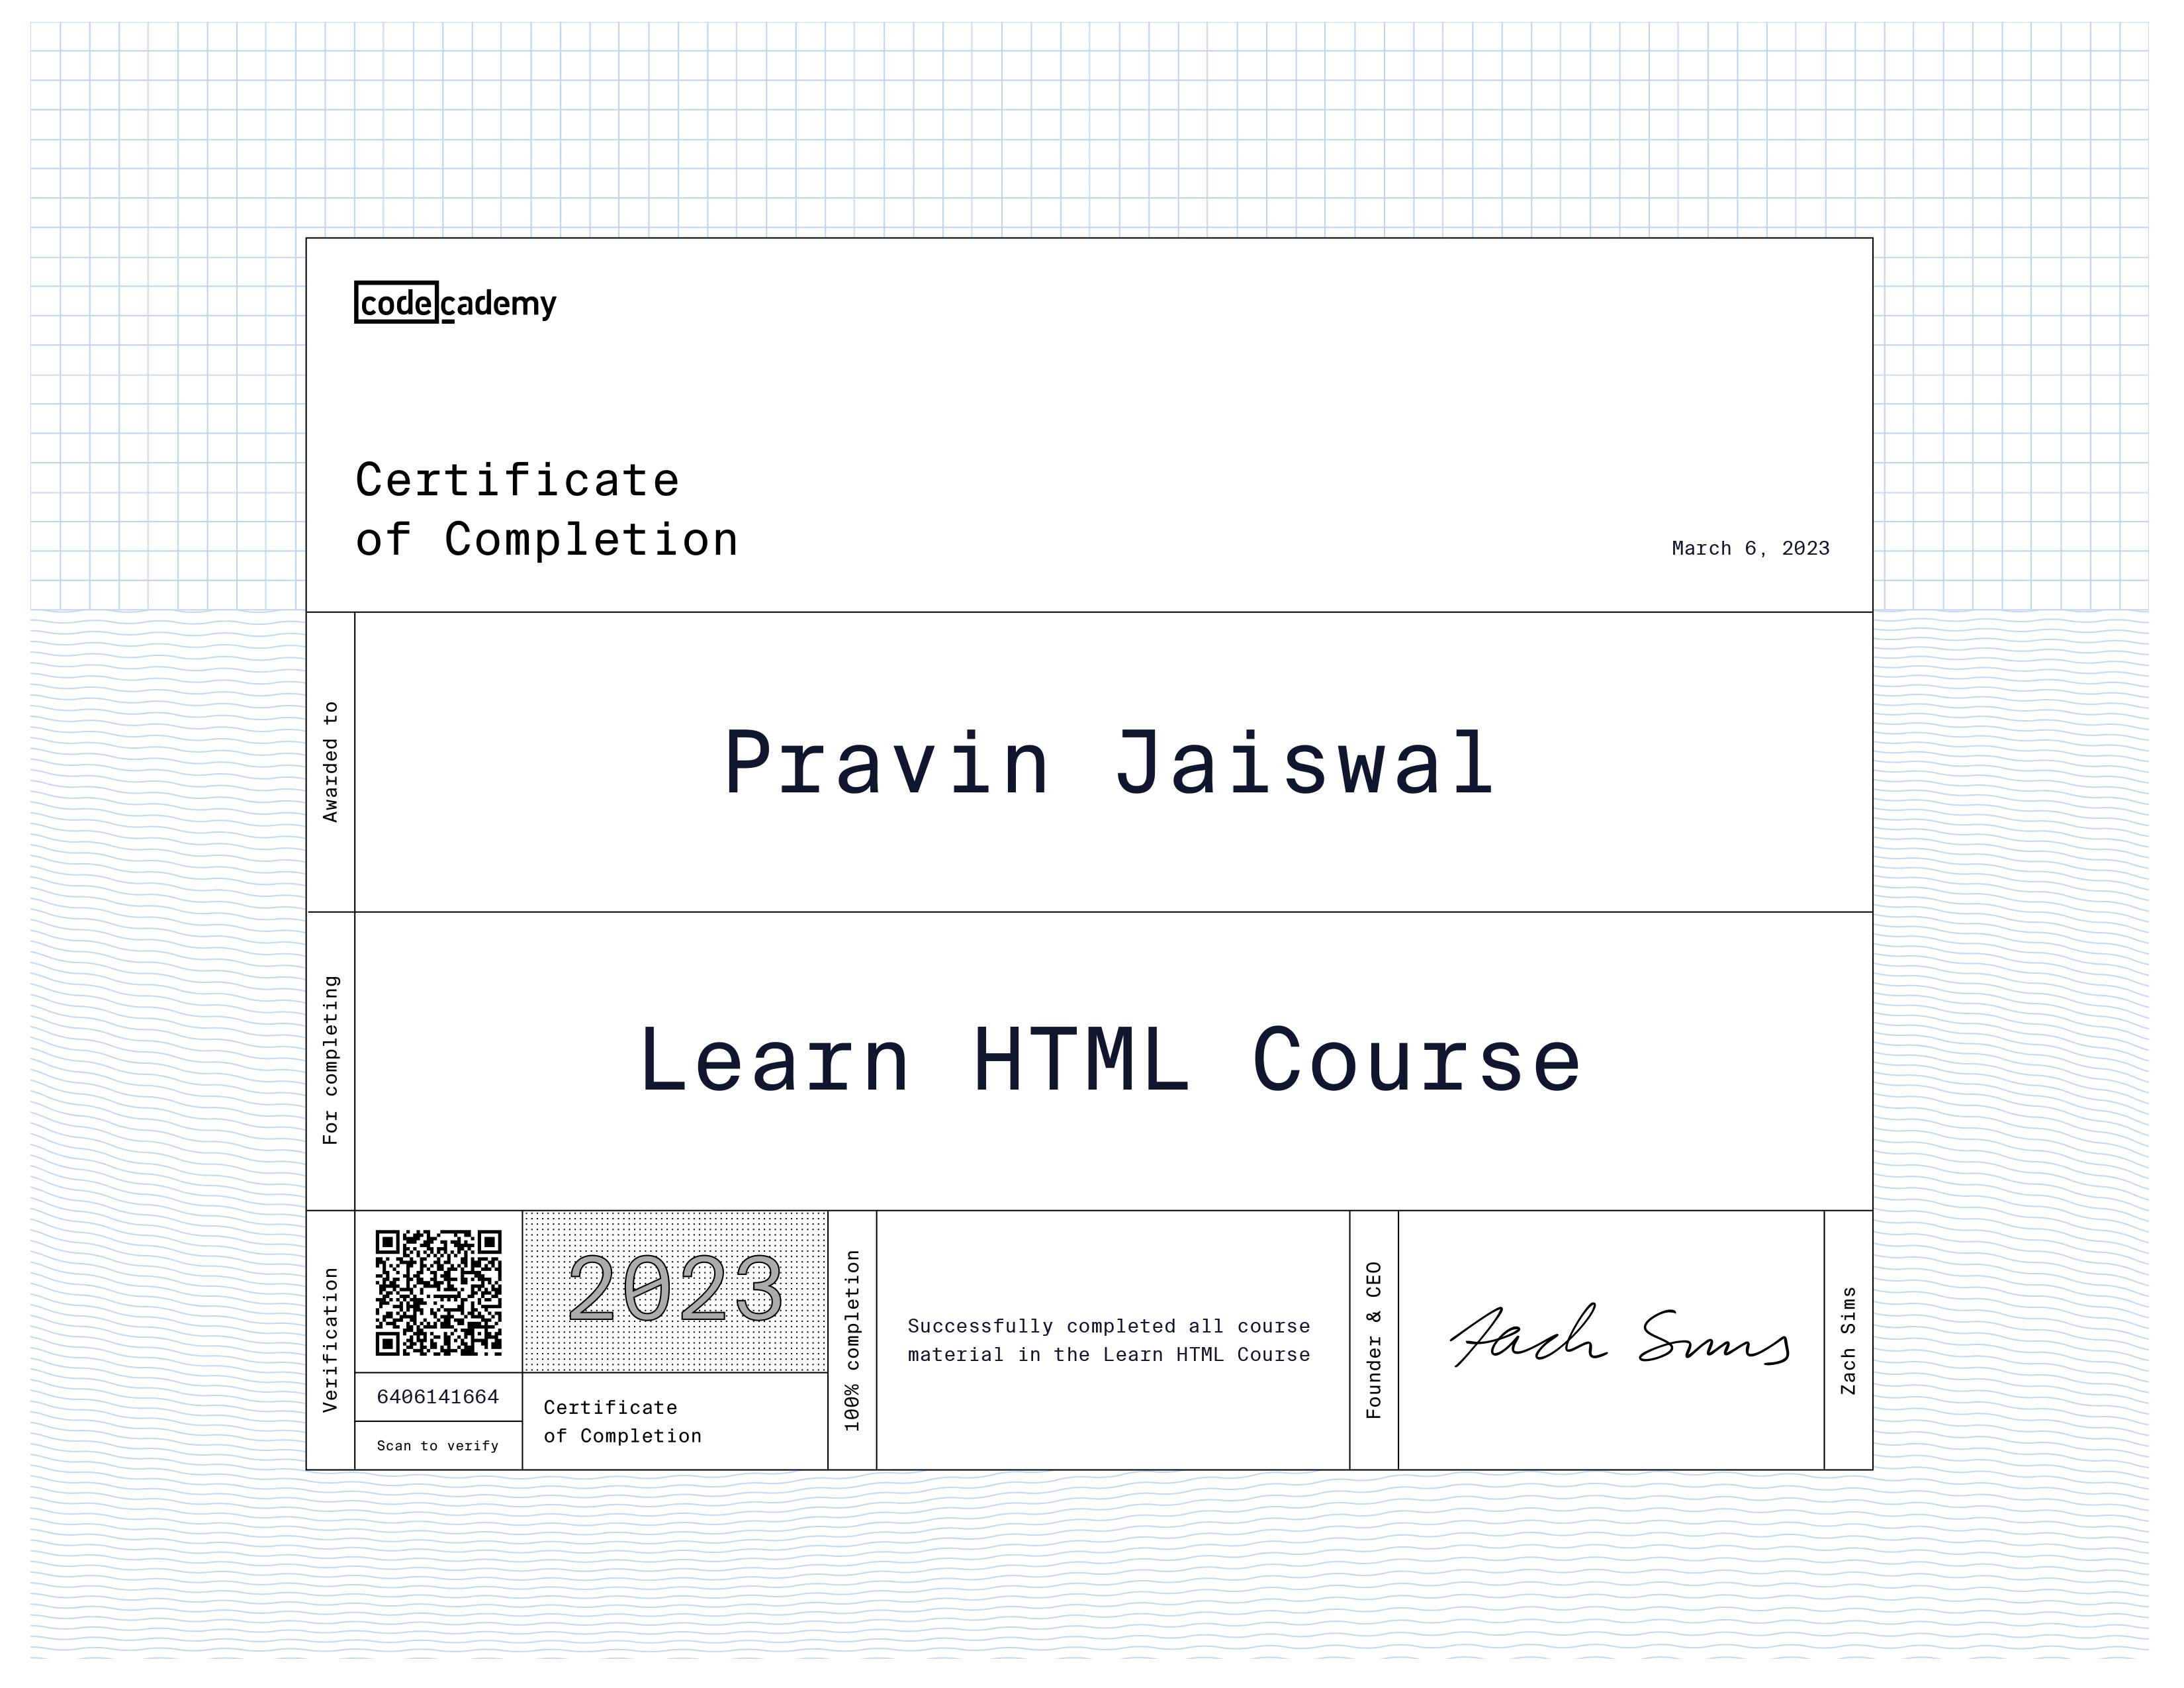 codecademy
Certificate
of Completion
March 6, 2023
Awarded to
Pravin Jaiswal
For completing
Learn HTML Course
Verification
6406141664
Scan to verify
2023
Certificate
of Completion
100% completion
Successfully completed all course
material in the Learn HTML Course
Founder & CEO
Zach Sims
Zach Sims